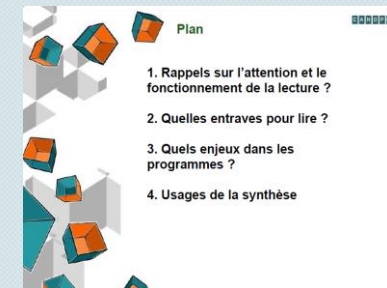 Plan
CANOPÉ
1. Rappels sur l'attention et le
fonctionnement de la lecture ?
2. Quelles entraves pour lire ?
3. Quels enjeux dans les
programmes ?
4. Usages de la synthèse